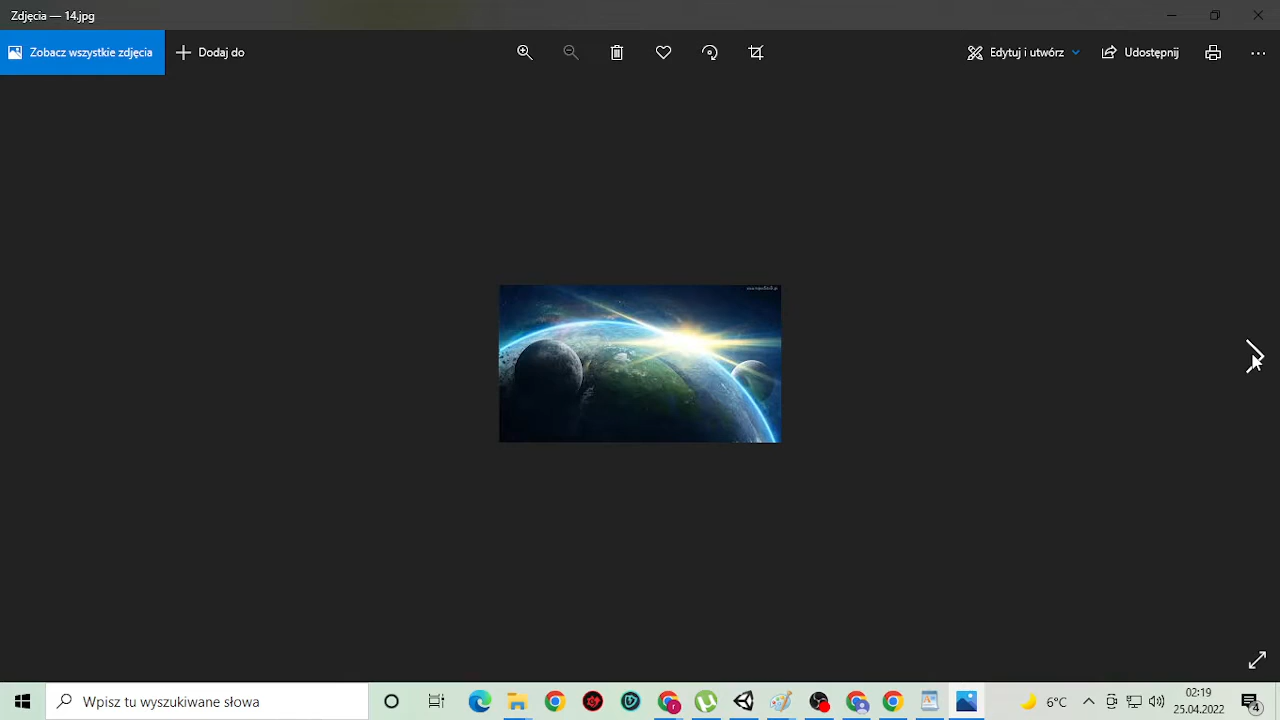 Zdjęcia — 14.jpg
Zobacz wszystkie zdjęcia
Dodaj do
Edytuj i utwórz
Udostępnij
Wpisz tu wyszukiwane słowa
6°C
02:19
25.04.2022
4